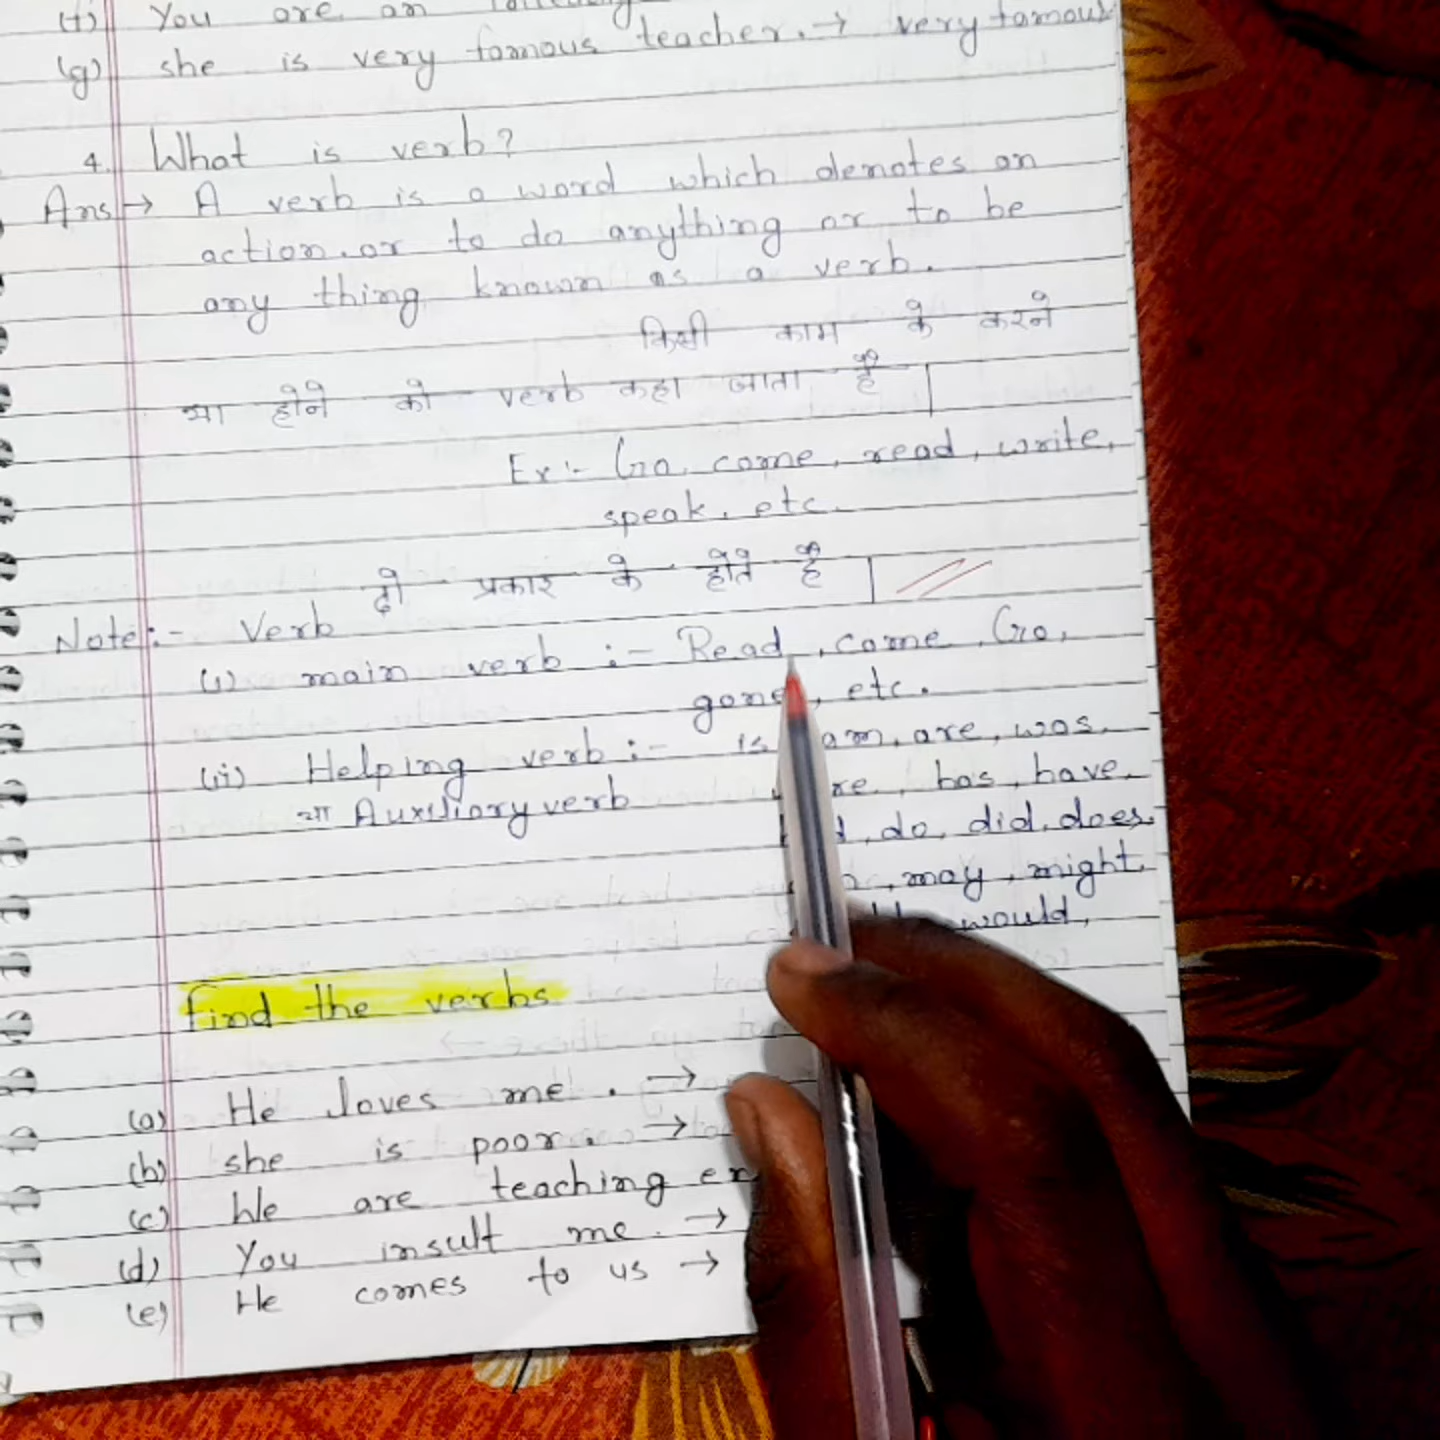 (f) You are an
(g) she is very famous teacher. → very famous
4. What is verb?
Ans → A verb is a word which denotes an
action.or to do anything or to be
any thing known as a verb.
किसी काम के करने
या होने को verb कहा जाता है |
Ex:- Go, come, read, write,
speak, etc.
Note:- Verb दो प्रकार के होते हैं |
(i) main verb :- Read, come, Go,
gone, etc.
(ii) Helping verb :- is am, are, was.
या Auxiliary verb has, have,
do, did, does.
may, might,
would,
find the verbs
(a) He loves me. →
(b) she is poor. →
(c) We are teaching
(d) You insult me. →
(e) He comes to us →